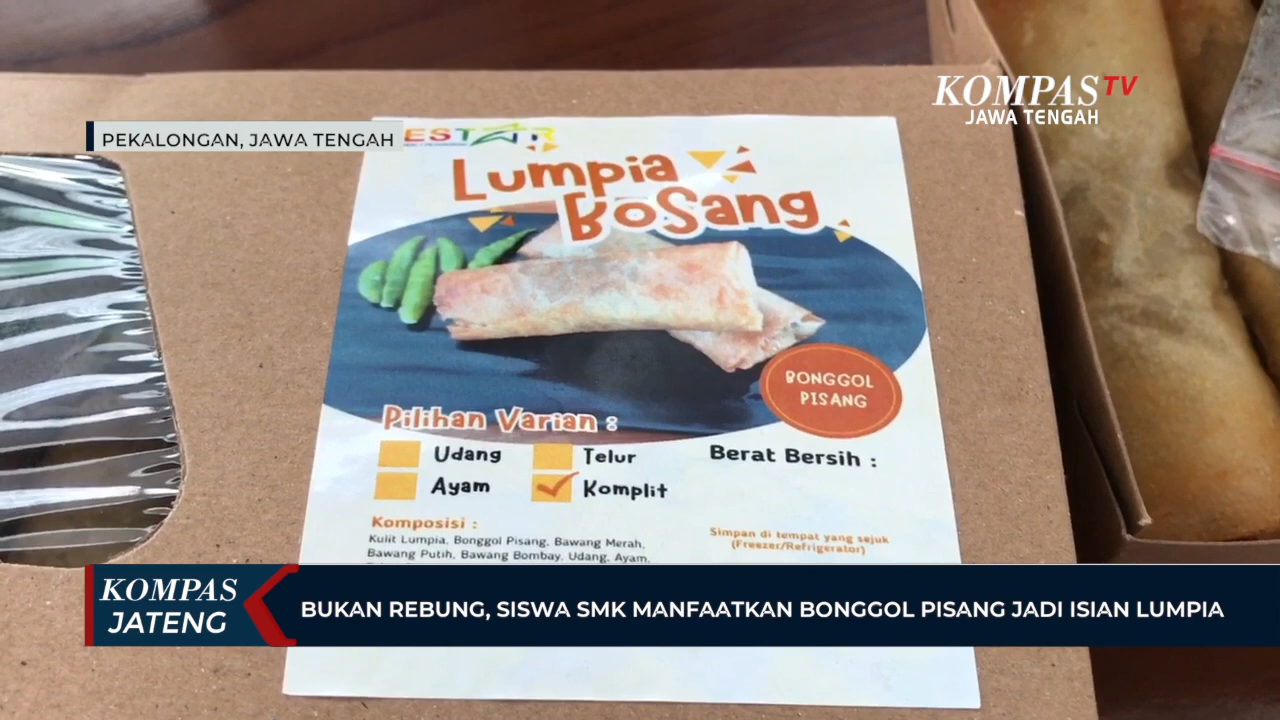 KOMPAS TV
JAWA TENGAH
PEKALONGAN, JAWA TENGAH
Lumpia
BoSang
BONGGOL
PISANG
Pilihan Varian :
Udang
Telur
Ayam
Komplit
Berat Bersih :
Komposisi :
Kulit Lumpia, Bonggol Pisang, Bawang Merah,
Bawang Putih, Bawang Bombay, Udang, Ayam,
Simpan di tempat yang sejuk
(Freezer/Refrigerator)
KOMPAS
JATENG
BUKAN REBUNG, SISWA SMK MANFAATKAN BONGGOL PISANG JADI ISIAN LUMPIA